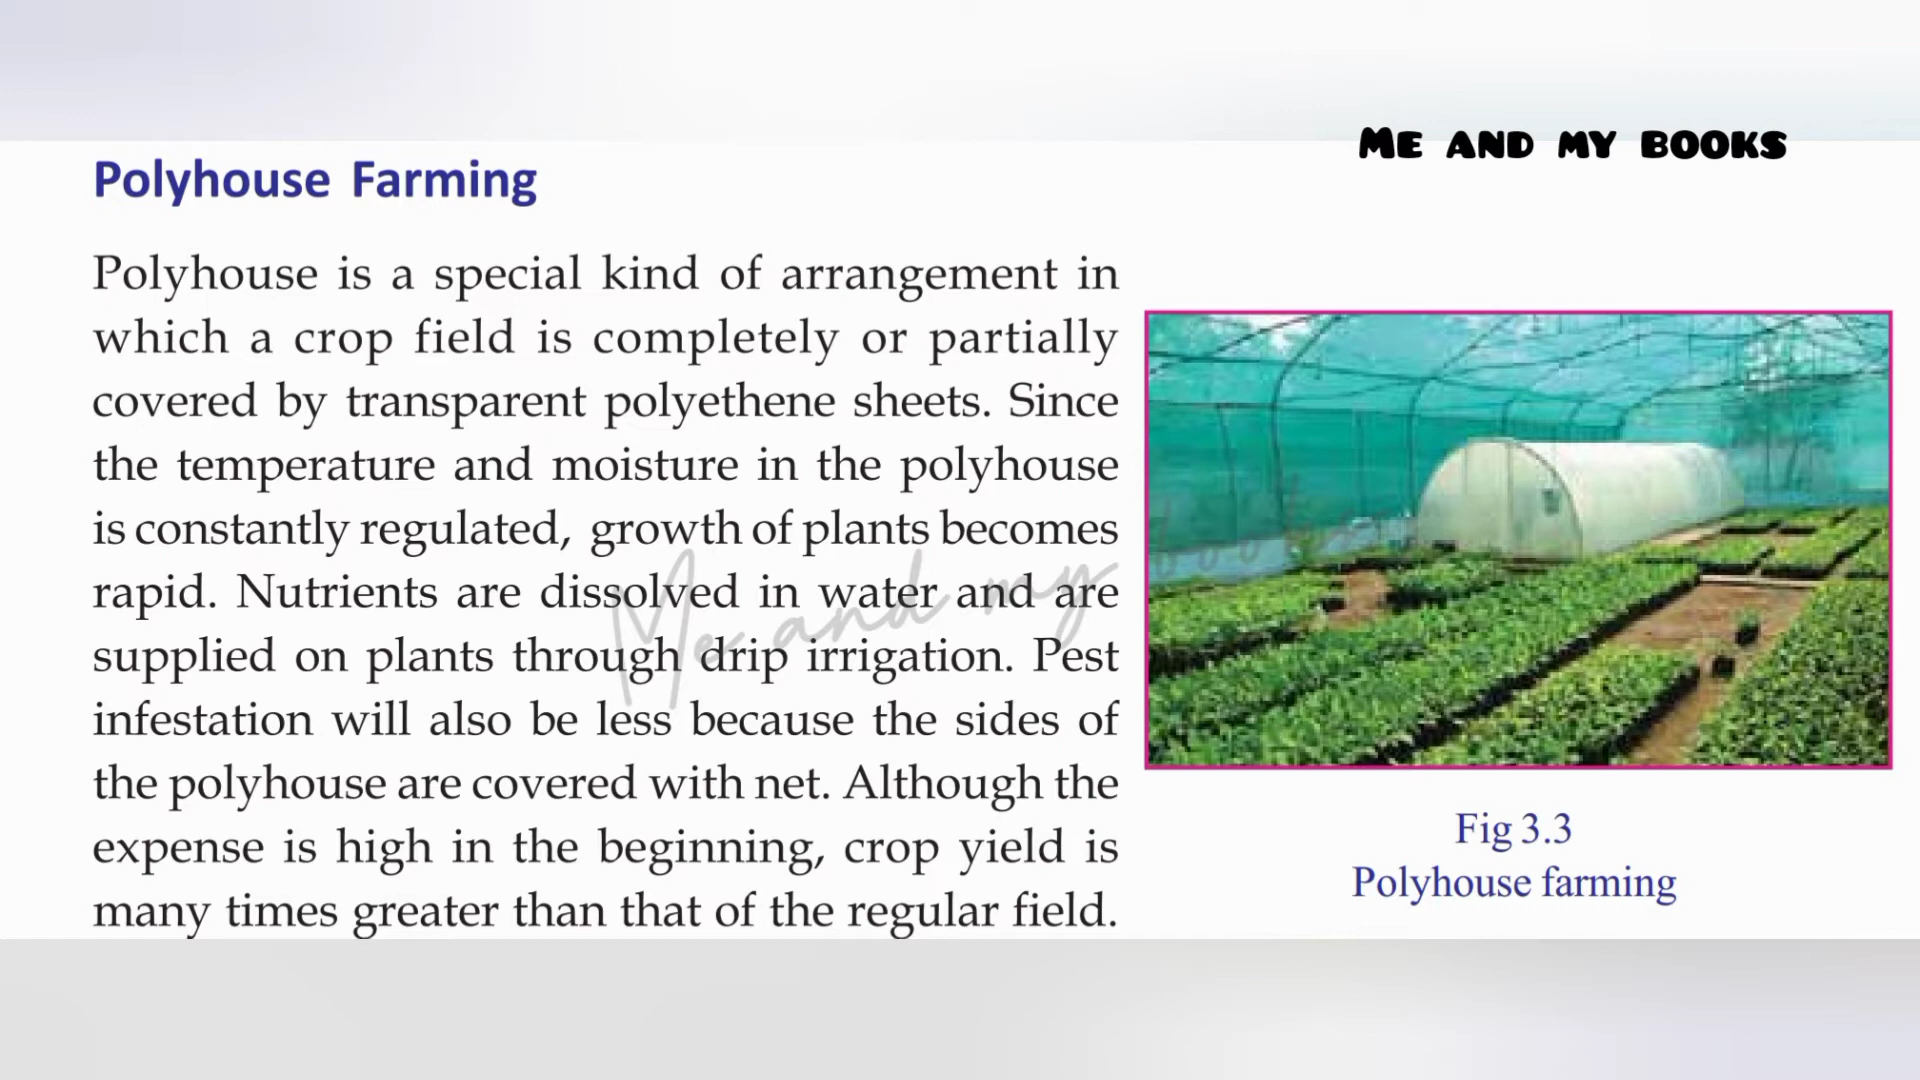 ME AND MY BOOKS
Polyhouse Farming
Polyhouse is a special kind of arrangement in
which a crop field is completely or partially
covered by transparent polyethene sheets. Since
the temperature and moisture in the polyhouse
is constantly regulated, growth of plants becomes
rapid. Nutrients are dissolved in water and are
supplied on plants through drip irrigation. Pest
infestation will also be less because the sides of
the polyhouse are covered with net. Although the
expense is high in the beginning, crop yield is
many times greater than that of the regular field.
Me and my books
Fig 3.3
Polyhouse farming